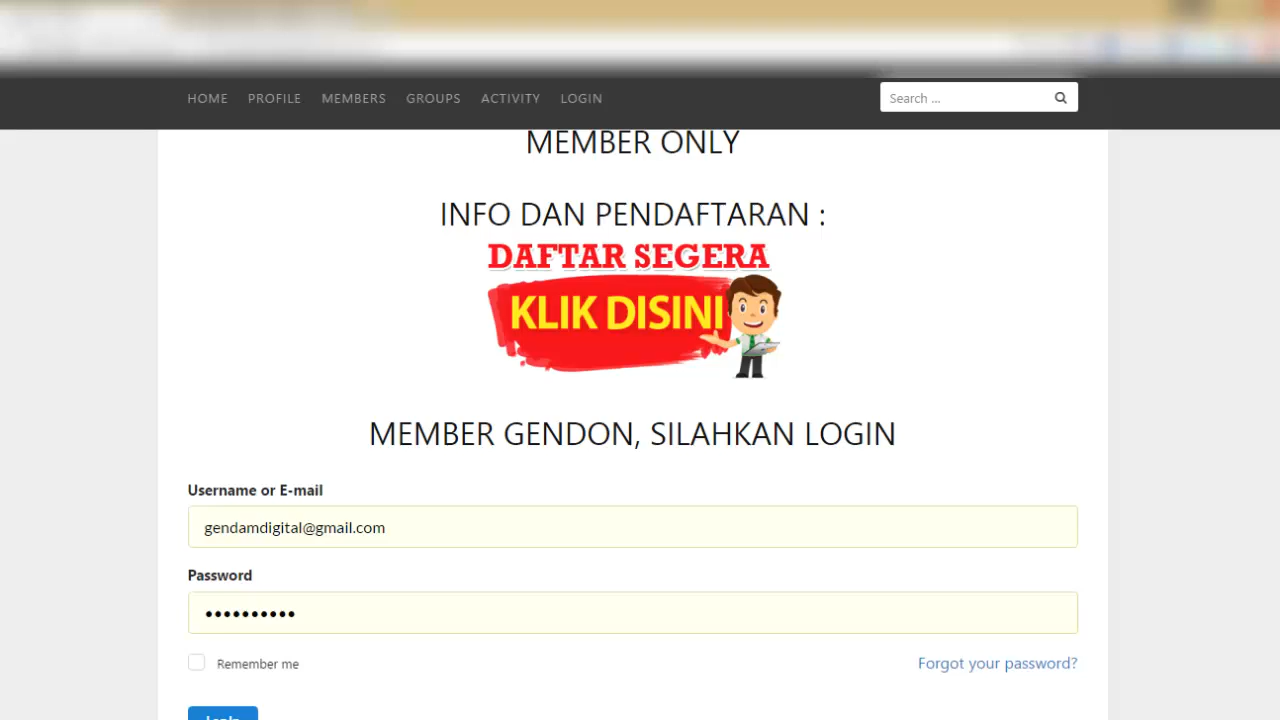 HOME PROFILE MEMBERS GROUPS ACTIVITY LOGIN Search ...
MEMBER ONLY
INFO DAN PENDAFTARAN :
DAFTAR SEGERA
KLIK DISINI
MEMBER GENDON, SILAHKAN LOGIN
Username or E-mail
gendamdigital@gmail.com
Password
••••••••••
Remember me Forgot your password?